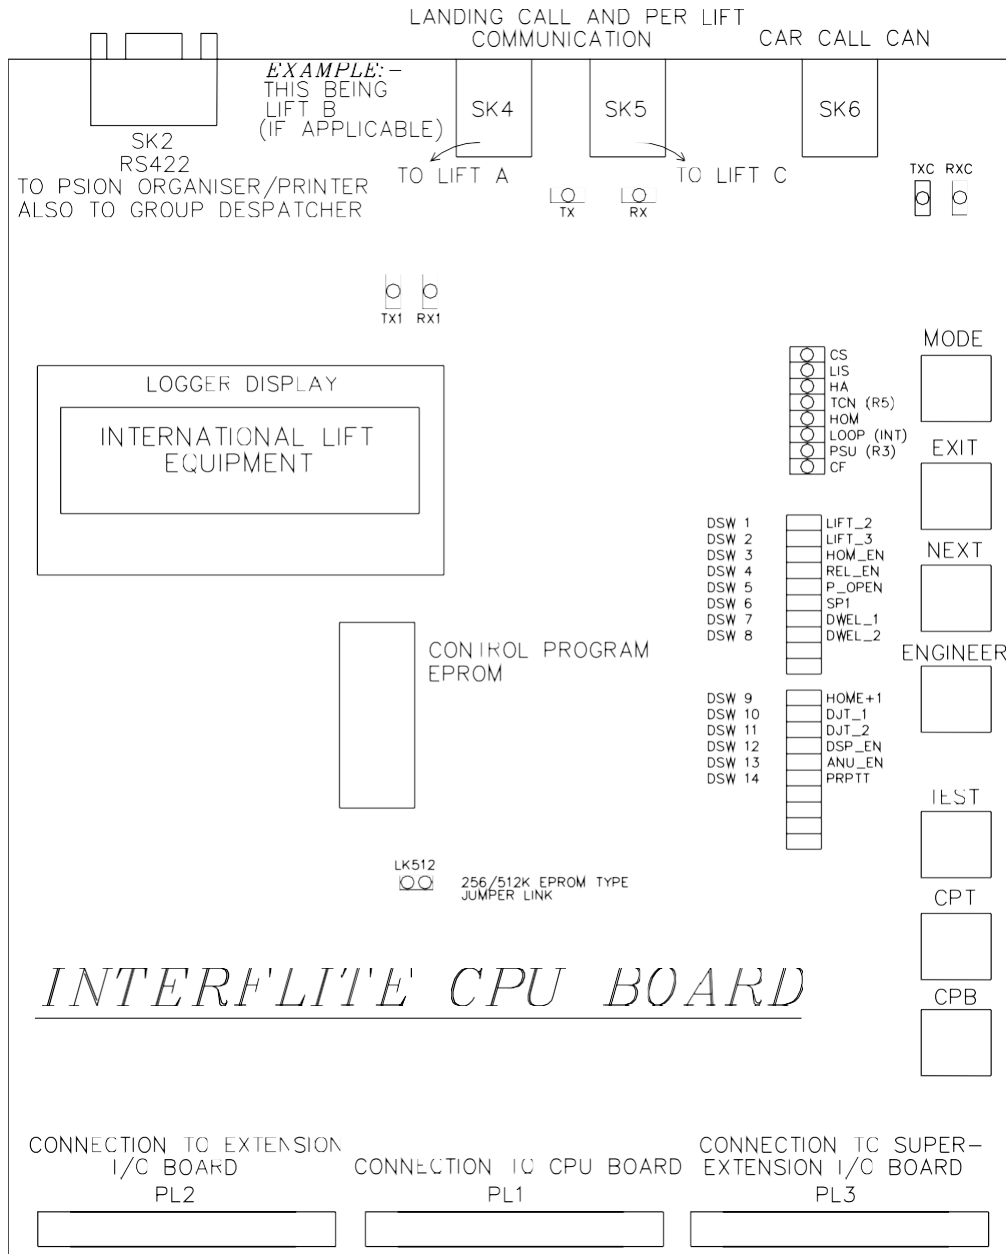 LANDING CALL AND PER LIFT
COMMUNICATION
CAR CALL CAN
EXAMPLE:-
THIS BEING
LIFT B
(IF APPLICABLE)
SK4
SK5
SK6
SK2
RS422
TO PSION ORGANISER/PRINTER
ALSO TO GROUP DESPATCHER
TO LIFT A
TO LIFT C
TX
RX
TXC RXC
TX1 RX1
LOGGER DISPLAY
INTERNATIONAL LIFT
EQUIPMENT
CS
LIS
HA
TCN (R5)
HOM
LOOP (INT)
PSU (R3)
CF
MODE
EXIT
NEXT
ENGINEER
DSW 1 LIFT_2
DSW 2 LIFT_3
DSW 3 HOM_EN
DSW 4 REL_EN
DSW 5 P_OPEN
DSW 6 SP1
DSW 7 DWEL_1
DSW 8 DWEL_2
CONTROL PROGRAM
EPROM
DSW 9 HOME+1
DSW 10 DJT_1
DSW 11 DJT_2
DSW 12 DSP_EN
DSW 13 ANU_EN
DSW 14 PRPTT
TEST
CPT
CPB
LK512
256/512K EPROM TYPE
JUMPER LINK
INTERFLITE CPU BOARD
CONNECTION TO EXTENSION
I/O BOARD
PL2
CONNECTION TO CPU BOARD
PL1
CONNECTION TO SUPER-
EXTENSION I/O BOARD
PL3